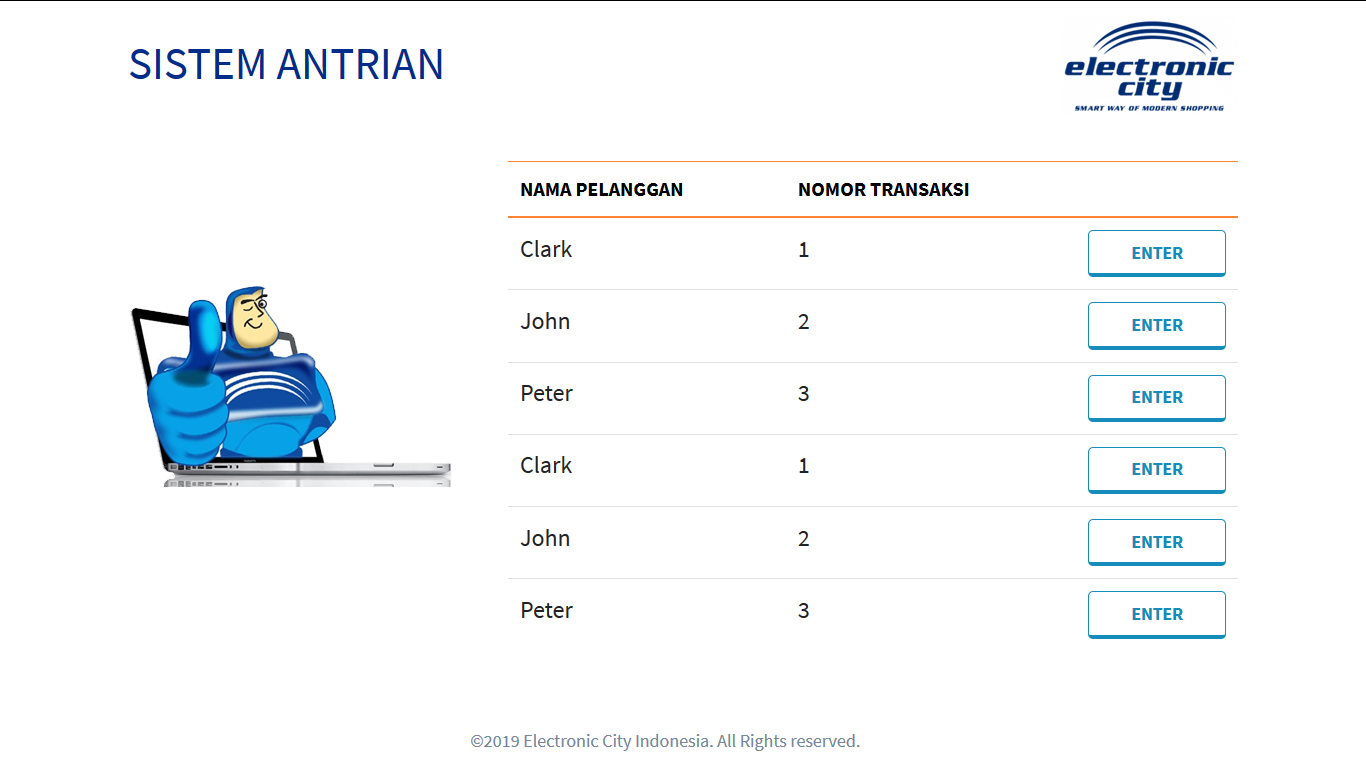 SISTEM ANTRIAN
electronic
city
SMART WAY OF MODERN SHOPPING
NAMA PELANGGAN NOMOR TRANSAKSI
Clark 1 ENTER
John 2 ENTER
Peter 3 ENTER
Clark 1 ENTER
John 2 ENTER
Peter 3 ENTER
©2019 Electronic City Indonesia. All Rights reserved.